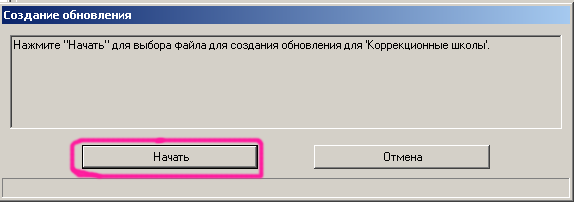 Создание обновления
Нажмите "Начать" для выбора файла для создания обновления для 'Коррекционные школы'.
Начать
Отмена